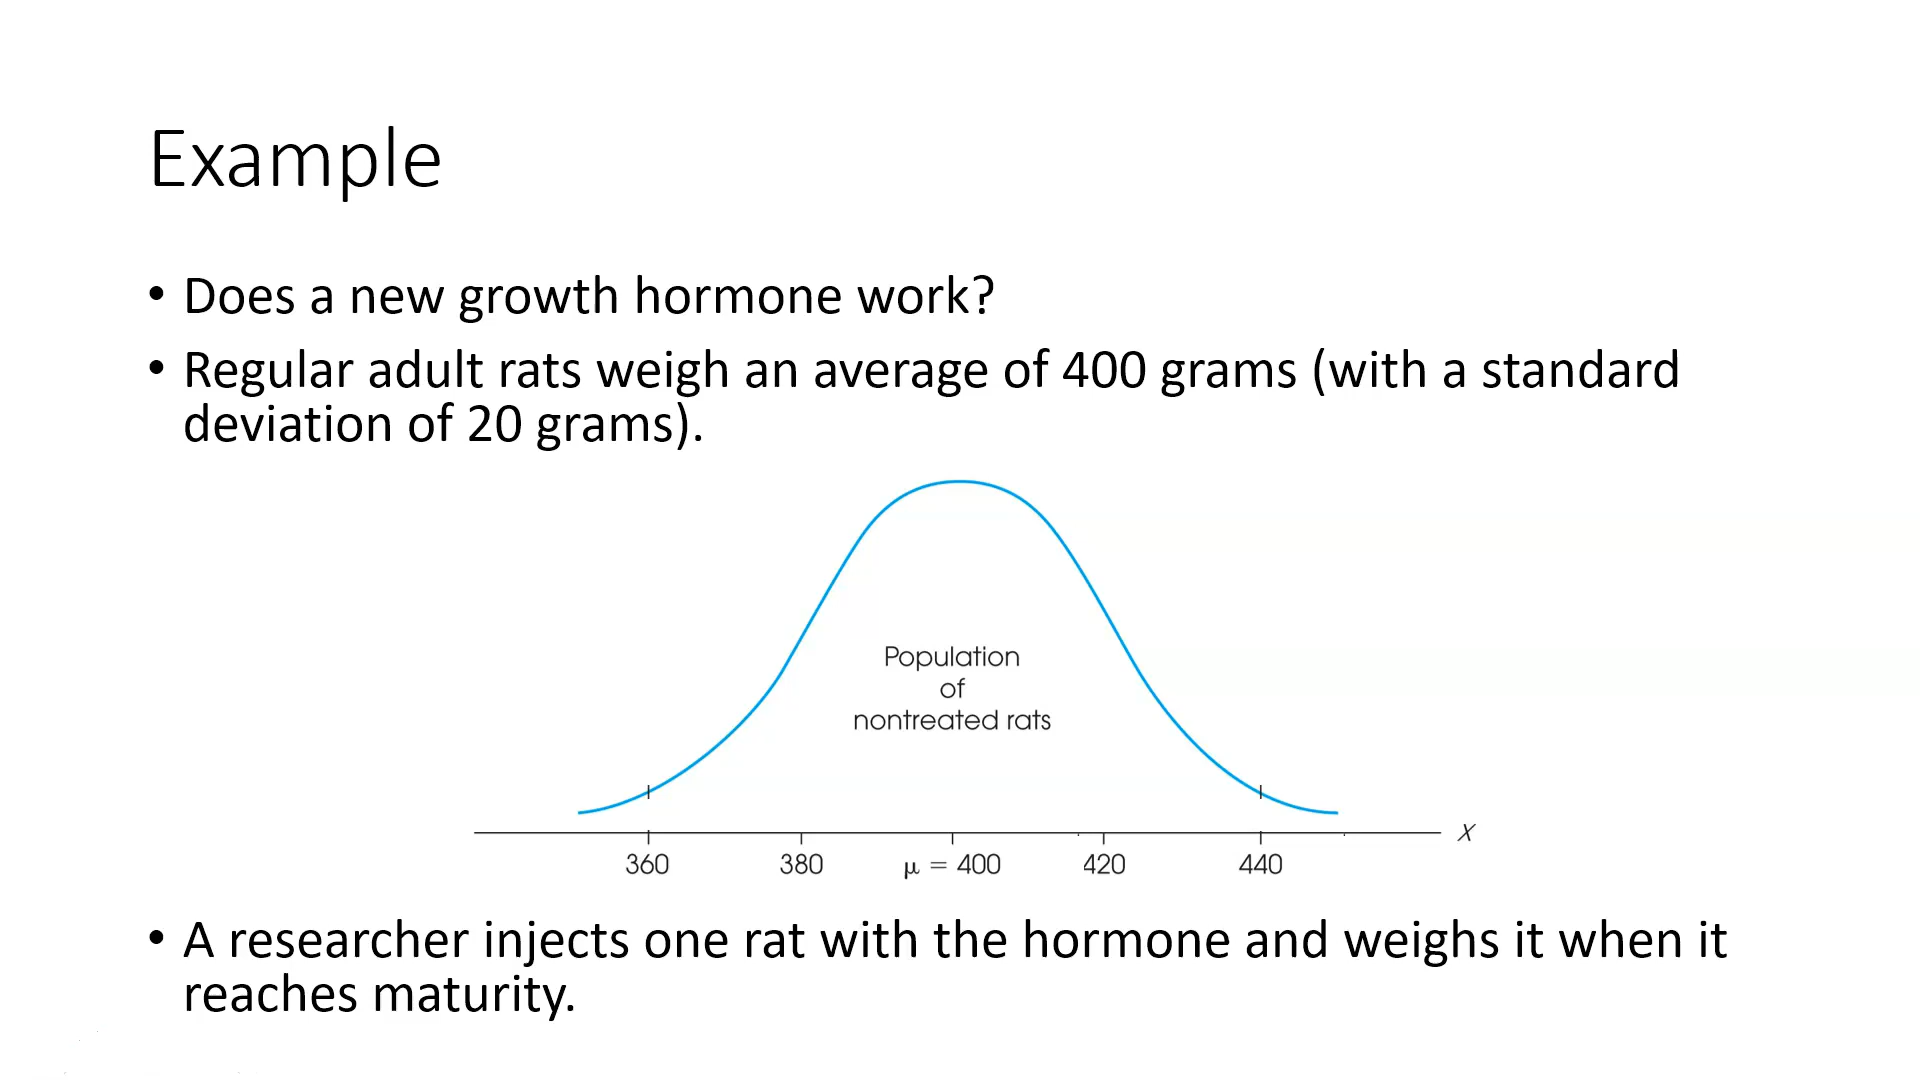 Example
• Does a new growth hormone work?
• Regular adult rats weigh an average of 400 grams (with a standard
deviation of 20 grams).
Population
of
nontreated rats
X
360 380 μ = 400 420 440
• A researcher injects one rat with the hormone and weighs it when it
reaches maturity.